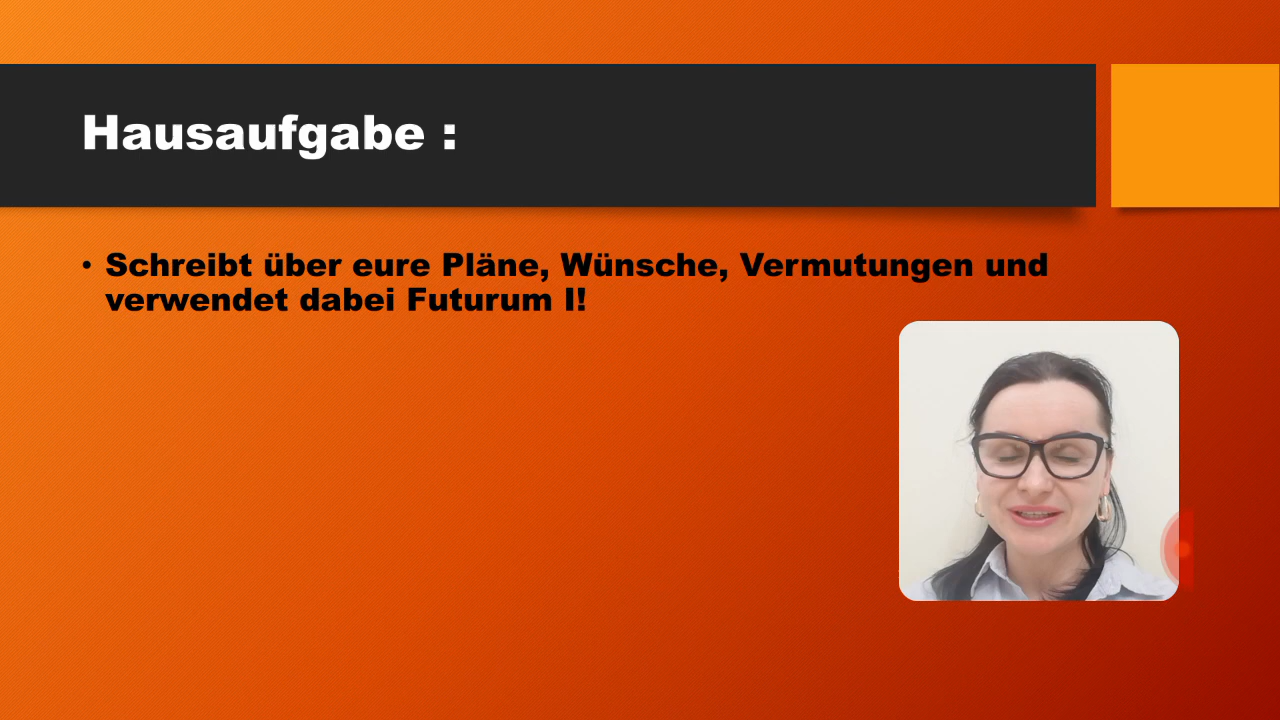 Hausaufgabe :
• Schreibt über eure Pläne, Wünsche, Vermutungen und
verwendet dabei Futurum I!